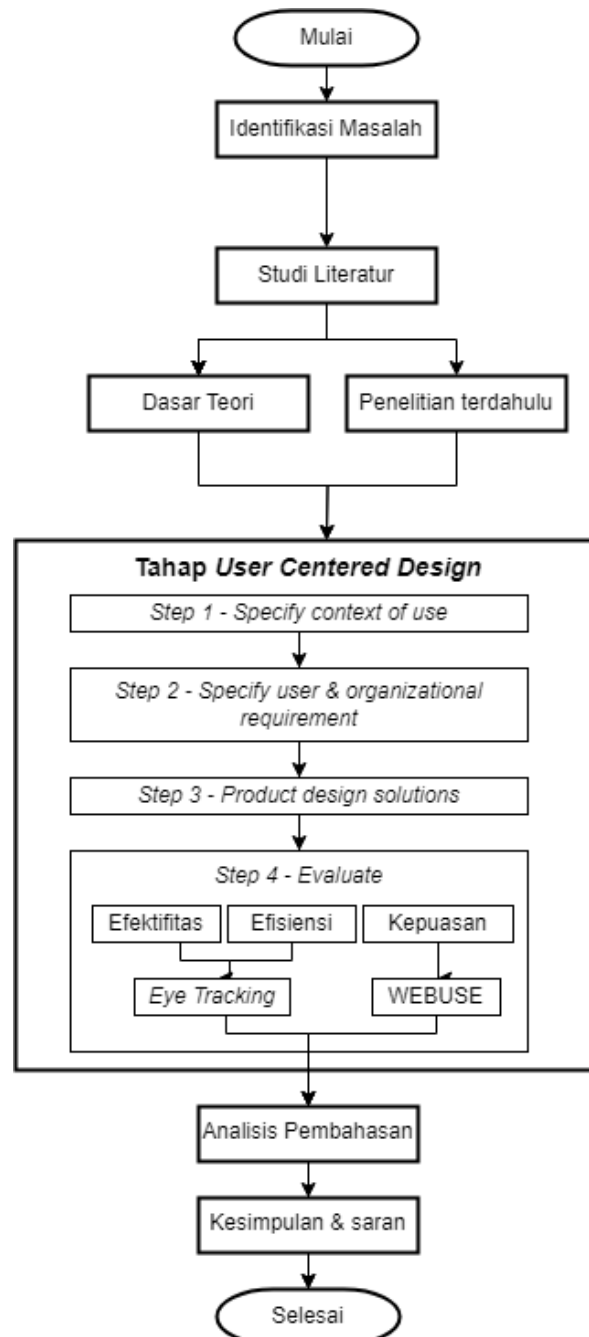 Mulai
Identifikasi Masalah
Studi Literatur
Dasar Teori
Penelitian terdahulu
Tahap User Centered Design
Step 1 - Specify context of use
Step 2 - Specify user & organizational
requirement
Step 3 - Product design solutions
Step 4 - Evaluate
Efektifitas
Efisiensi
Kepuasan
Eye Tracking
WEBUSE
Analisis Pembahasan
Kesimpulan & saran
Selesai